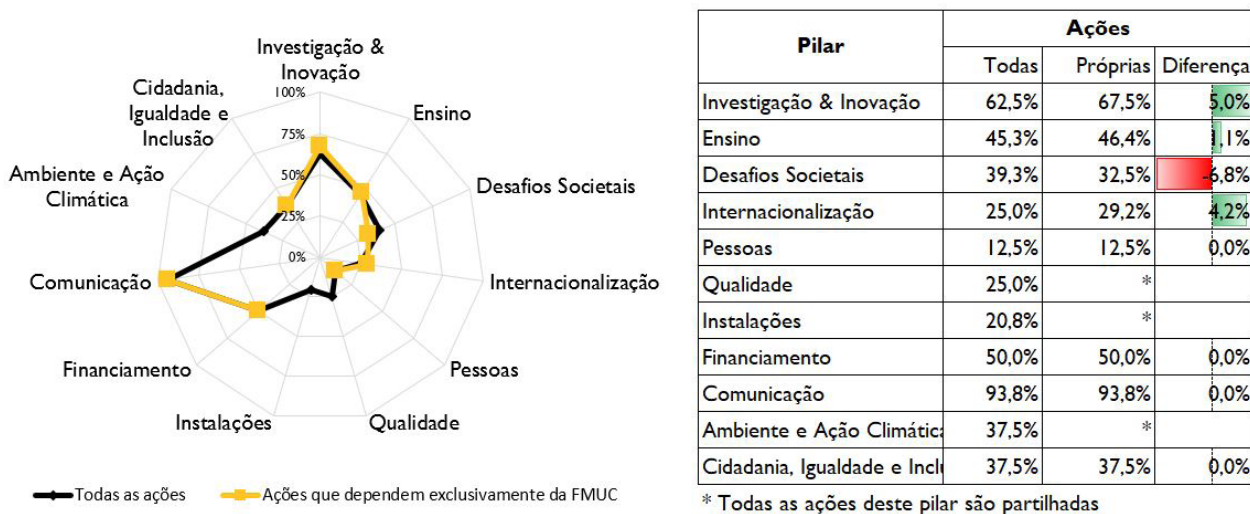 Investigação &
Inovação
Ensino
Desafios Societais
Internacionalização
Pessoas
Qualidade
Instalações
Financiamento
Comunicação
Ambiente e Ação
Climática
Cidadania,
Igualdade e
Inclusão
100%
75%
50%
25%
0%
Todas as ações
Ações que dependem exclusivamente da FMUC
Pilar Ações
Todas Próprias Diferença
Investigação & Inovação 62,5% 67,5% 5,0%
Ensino 45,3% 46,4% 1,1%
Desafios Societais 39,3% 32,5% -6,8%
Internacionalização 25,0% 29,2% 4,2%
Pessoas 12,5% 12,5% 0,0%
Qualidade 25,0% *
Instalações 20,8% *
Financiamento 50,0% 50,0% 0,0%
Comunicação 93,8% 93,8% 0,0%
Ambiente e Ação Climática 37,5% *
Cidadania, Igualdade e Inclu 37,5% 37,5% 0,0%
* Todas as ações deste pilar são partilhadas